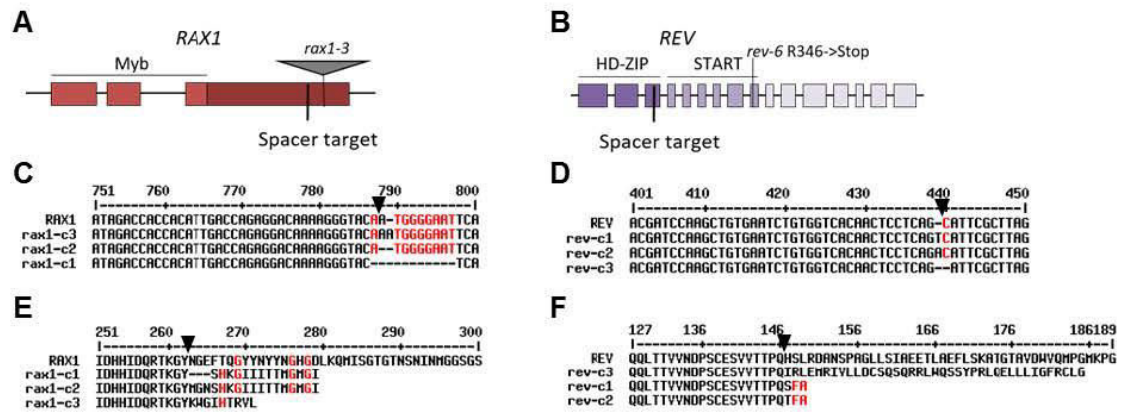 A
RAX1
rax1-3
Myb
Spacer target
B
REV
rev-6 R346->Stop
HD-ZIP START
Spacer target
C
751 760 770 780 790 800
RAX1 ATAGACCACCACATTGACCAGAGGACAAAAGGGTACAA-TGGGGAATTCA
rax1-c3 ATAGACCACCACATTGACCAGAGGACAAAAGGGTACAAATGGGGAATTCA
rax1-c2 ATAGACCACCACATTGACCAGAGGACAAAAGGGTACA--TGGGGAATTCA
rax1-c1 ATAGACCACCACATTGACCAGAGGACAAAAGGGTAC-----------TCA
D
401 410 420 430 440 450
REV ACGATCCAAGCTGTGAATCTGTGGTCACAACTCCTCAG-CATTCGCTTAG
rev-c1 ACGATCCAAGCTGTGAATCTGTGGTCACAACTCCTCAGTCATTCGCTTAG
rev-c2 ACGATCCAAGCTGTGAATCTGTGGTCACAACTCCTCAGACATTCGCTTAG
rev-c3 ACGATCCAAGCTGTGAATCTGTGGTCACAACTCCTCAG--ATTCGCTTAG
E
251 260 270 280 290 300
RAX1 IDHHIDQRTKGYNGEFTQGYYNYYNGHGDLKQMISGTGTNSNINMGGSGS
rax1-c1 IDHHIDQRTKGY---SHKGIIITTMGMGI
rax1-c2 IDHHIDQRTKGYMGNSHKGIIITTMGMGI
rax1-c3 IDHHIDQRTKGYKWGIHTRYL
F
127 136 146 156 166 176 186189
REV QQLTTVVNDPSCESVVTTPQHSLRDANSPAGLLSIAEETLAEFLSKATGTAVDWVQMPGMKPG
rev-c3 QQLTTVVNDPSCESVVTTPQIRLEMRIYLLDCSQSQRRLWQSSYPRLQELLLIGFRCLG
rev-c1 QQLTTVVNDPSCESVVTTPQSFA
rev-c2 QQLTTVVNDPSCESVVTTPQTFA